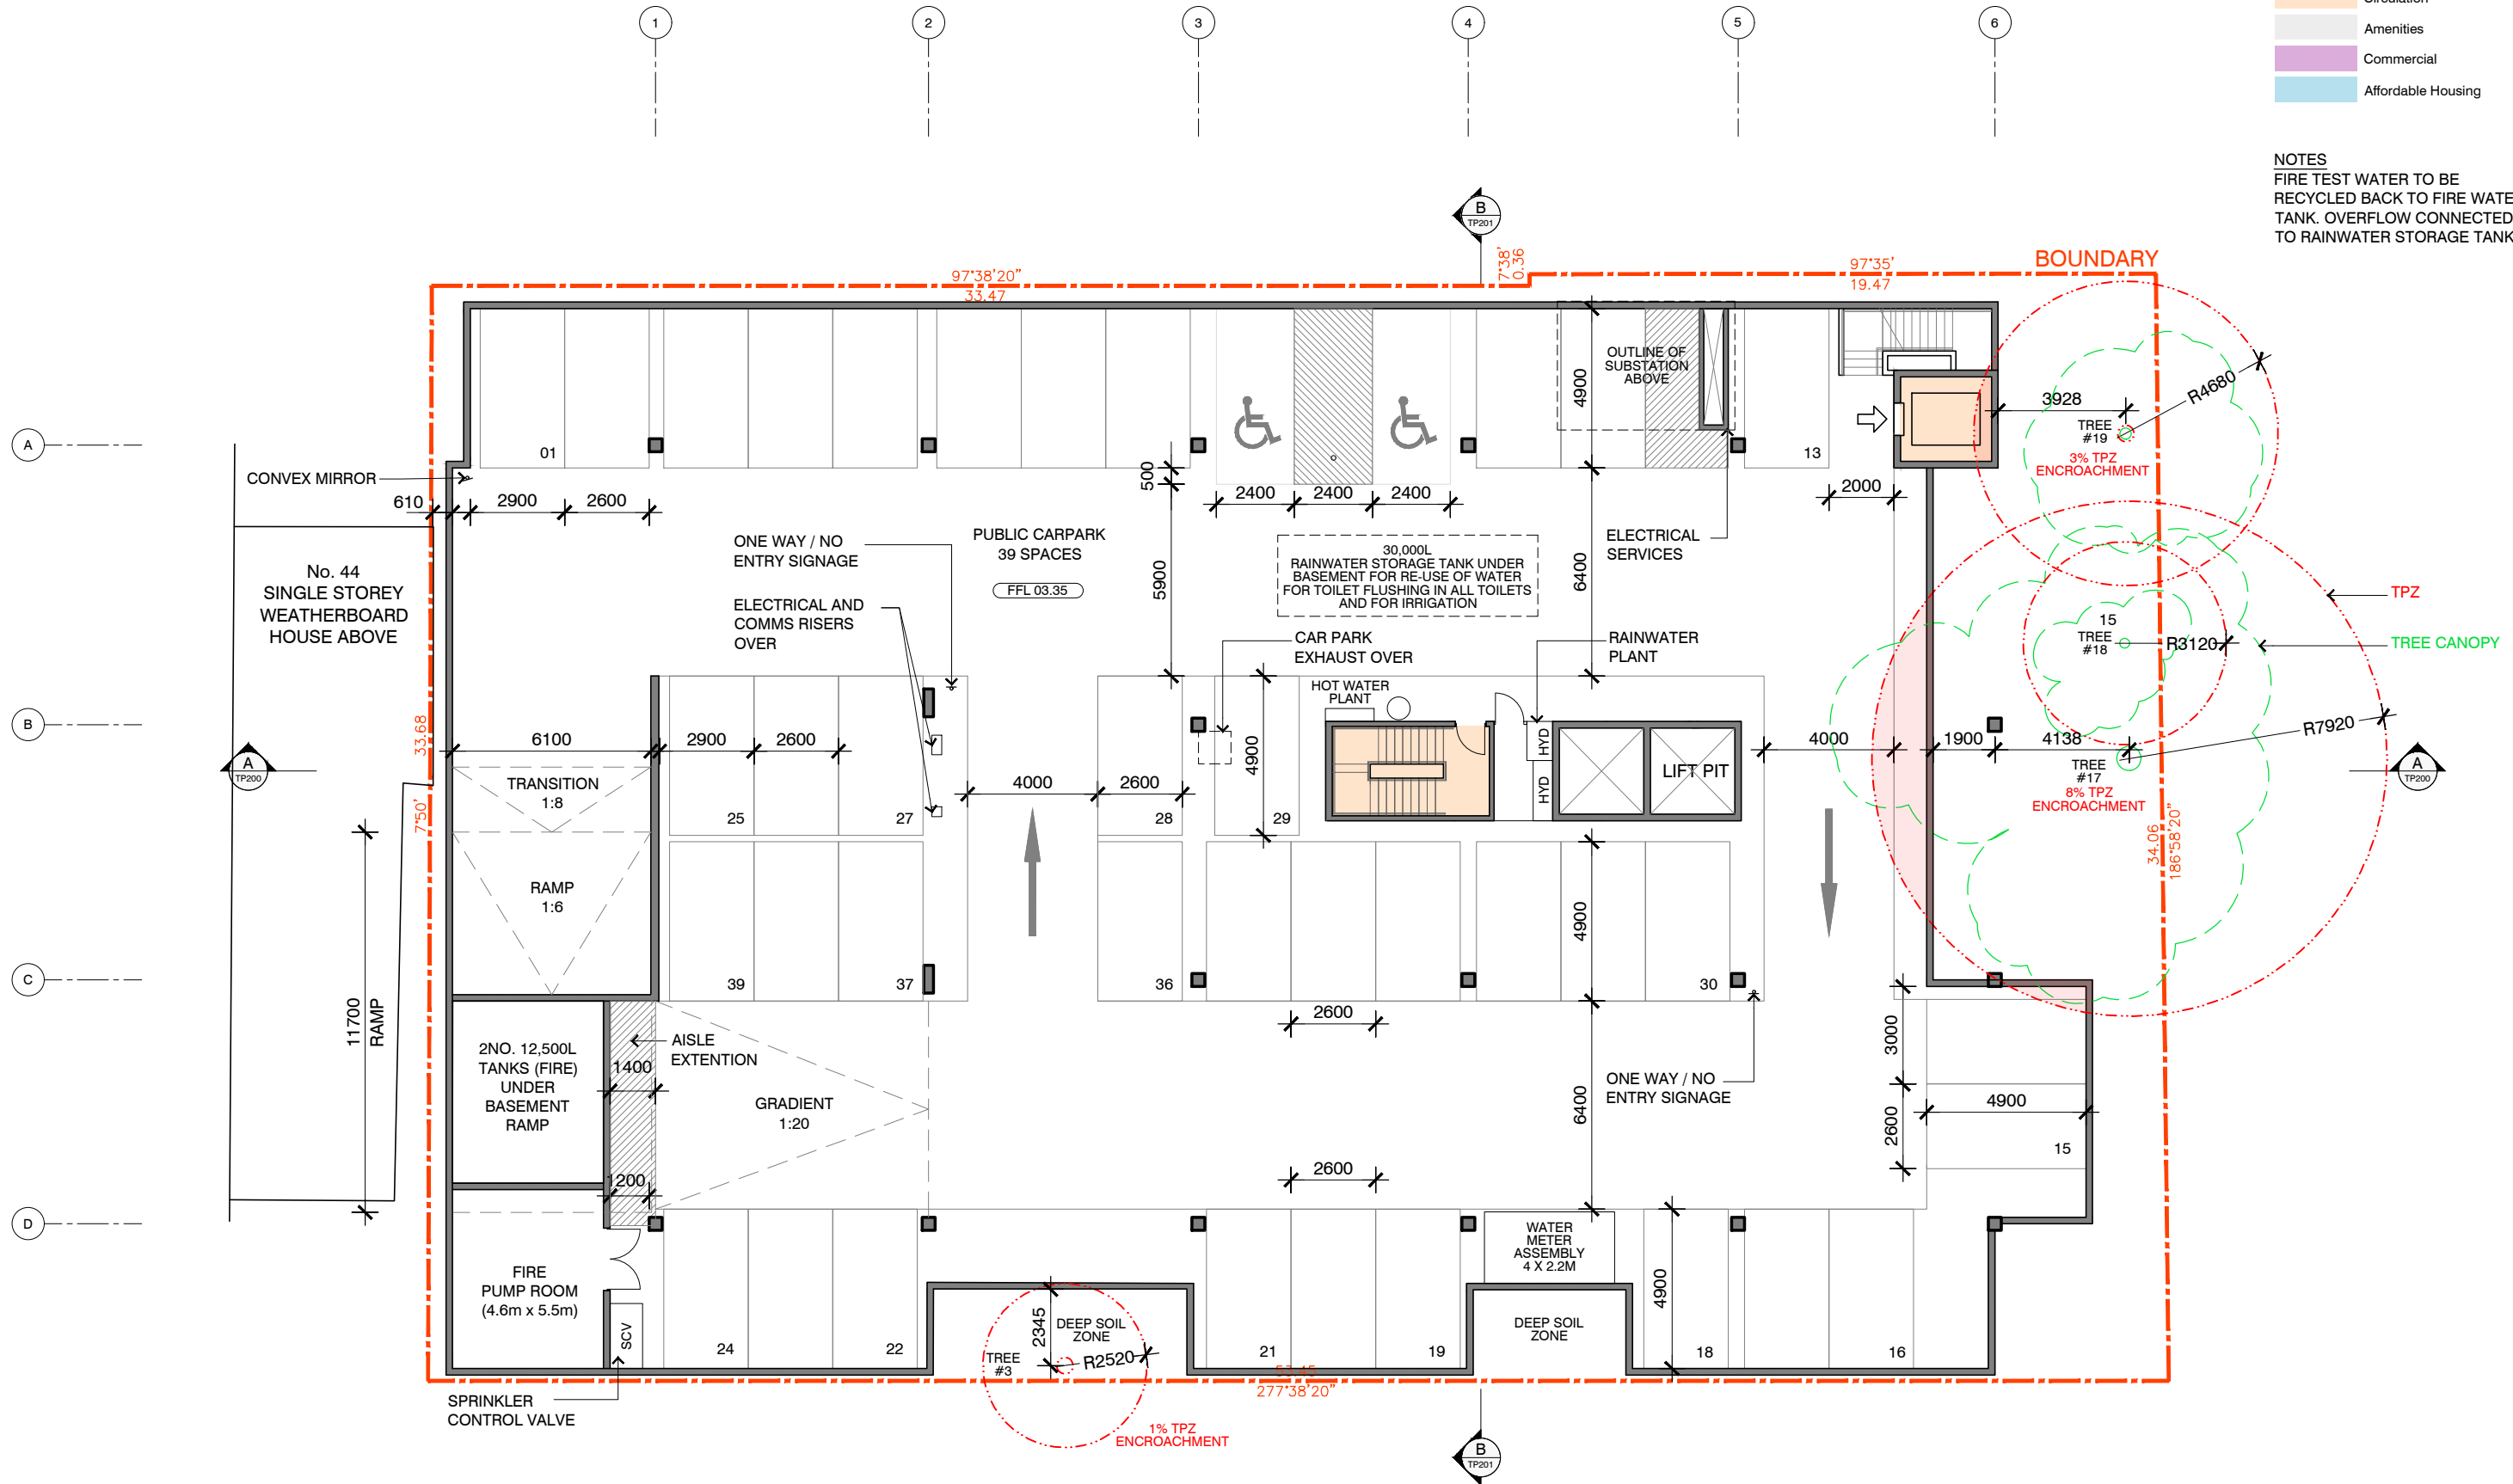 1
2
3
4
5
6
Amenities
Commercial
Affordable Housing
NOTES
FIRE TEST WATER TO BE
RECYCLED BACK TO FIRE WATE
TANK. OVERFLOW CONNECTED
TO RAINWATER STORAGE TANK
B
TP201
BOUNDARY
97°38'20"
33.47
7°38'
0.36
97°35'
19.47
A
CONVEX MIRROR
01
13
OUTLINE OF
SUBSTATION
ABOVE
4900
3928
R4680
TREE
#19
3% TPZ
ENCROACHMENT
610
2900
2600
500
2400
2400
2400
2000
No. 44
SINGLE STOREY
WEATHERBOARD
HOUSE ABOVE
ONE WAY / NO
ENTRY SIGNAGE
PUBLIC CARPARK
39 SPACES
FFL 03.35
5900
30,000L
RAINWATER STORAGE TANK UNDER
BASEMENT FOR RE-USE OF WATER
FOR TOILET FLUSHING IN ALL TOILETS
AND FOR IRRIGATION
ELECTRICAL
SERVICES
6400
ELECTRICAL AND
COMMS RISERS
OVER
CAR PARK
EXHAUST OVER
RAINWATER
PLANT
HOT WATER
PLANT
TPZ
TREE CANOPY
15
TREE
#18
R3120
B
33.68
7°50'
A
TP200
6100
2900
2600
4000
2600
4900
HYD
HYD
LIFT PIT
4000
1900
4138
R7920
TREE
#17
8% TPZ
ENCROACHMENT
A
TP200
TRANSITION
1:8
25
27
28
29
RAMP
1:6
4900
34.06
186°58'20"
C
39
37
36
30
11700
RAMP
2NO. 12,500L
TANKS (FIRE)
UNDER
BASEMENT
RAMP
AISLE
EXTENTION
1400
GRADIENT
1:20
2600
ONE WAY / NO
ENTRY SIGNAGE
6400
3000
4900
2600
15
1200
2600
D
FIRE
PUMP ROOM
(4.6m x 5.5m)
SCV
24
22
2345
DEEP SOIL
ZONE
TREE
#3
R2520
21
19
WATER
METER
ASSEMBLY
4 X 2.2M
DEEP SOIL
ZONE
4900
18
16
53.45
277°38'20"
SPRINKLER
CONTROL VALVE
1% TPZ
ENCROACHMENT
B
TP201